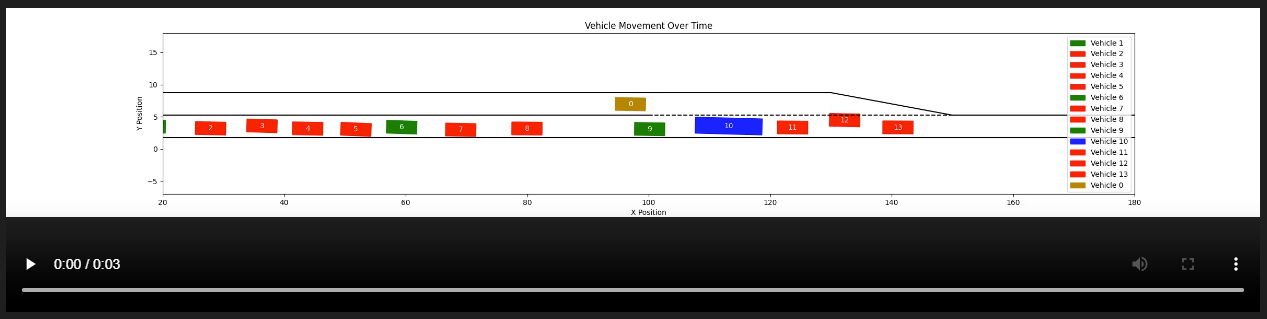 Vehicle Movement Over Time
Y Position
15
10
5
0
−5
0
2
3
4
5
6
7
8
9
10
11
12
13
Vehicle 1
Vehicle 2
Vehicle 3
Vehicle 4
Vehicle 5
Vehicle 6
Vehicle 7
Vehicle 8
Vehicle 9
Vehicle 10
Vehicle 11
Vehicle 12
Vehicle 13
Vehicle 0
20 40 60 80 100 120 140 160 180
X Position
0:00 / 0:03